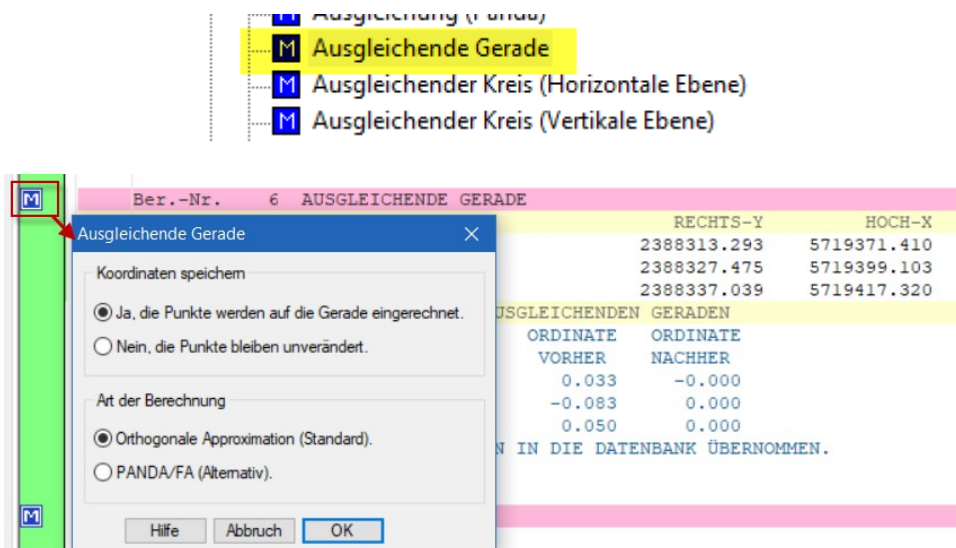 Ausgleichung (Panda)
M Ausgleichende Gerade
M Ausgleichender Kreis (Horizontale Ebene)
M Ausgleichender Kreis (Vertikale Ebene)
M Ber.-Nr. 6 AUSGLEICHENDE GERADE
RECHTS-Y HOCH-X
2388313.293 5719371.410
2388327.475 5719399.103
2388337.039 5719417.320
USGLEICHENDEN GERADEN
ORDINATE ORDINATE
VORHER NACHHER
0.033 -0.000
-0.083 0.000
0.050 0.000
N IN DIE DATENBANK ÜBERNOMMEN.
Ausgleichende Gerade
Koordinaten speichern
Ja, die Punkte werden auf die Gerade eingerechnet.
Nein, die Punkte bleiben unverändert.
Art der Berechnung
Orthogonale Approximation (Standard).
PANDA/FA (Alternativ).
Hilfe Abbruch OK
M